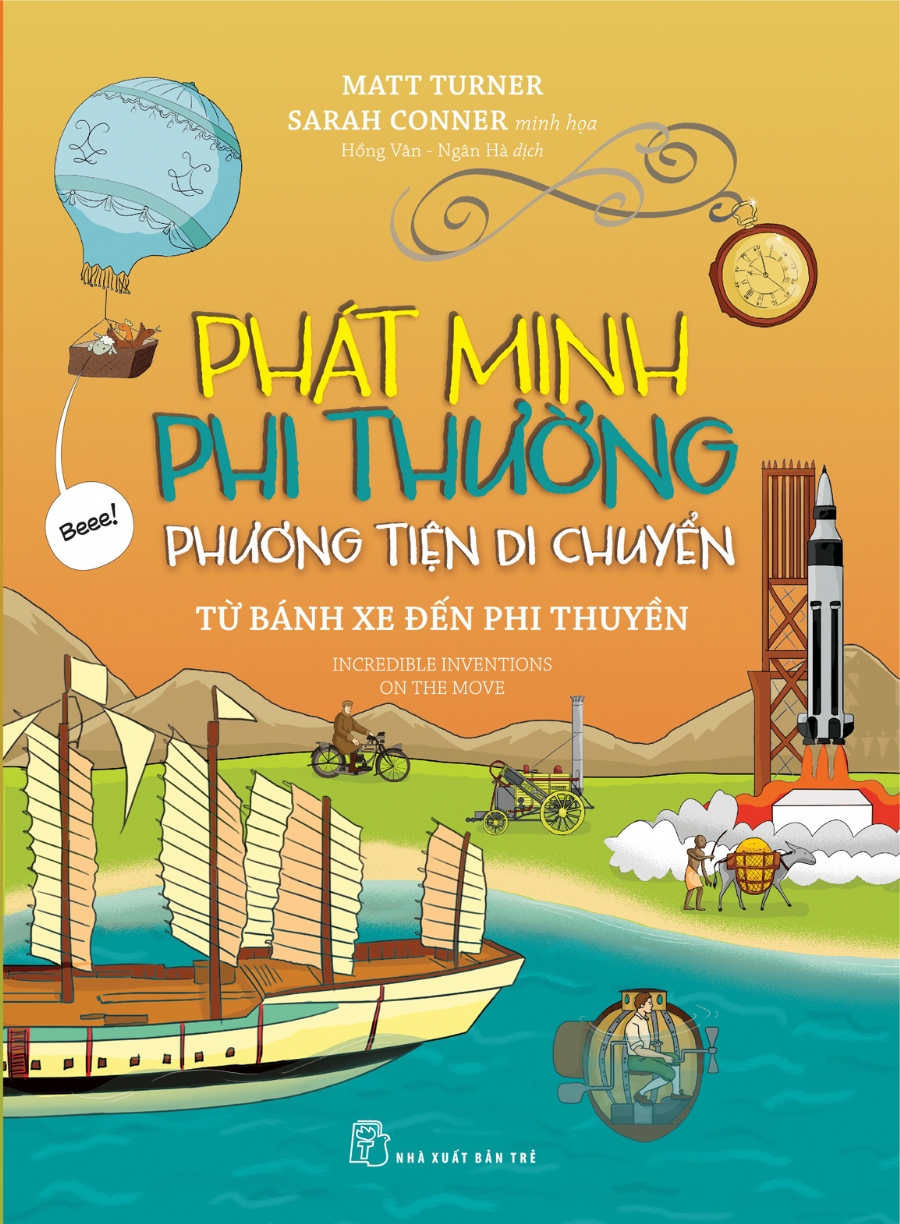 MATT TURNER
SARAH CONNER minh họa
Hồng Vân - Ngân Hà dịch
PHÁT MINH
PHI THƯỜNG
Beee!
PHƯƠNG TIỆN DI CHUYỂN
TỪ BÁNH XE ĐẾN PHI THUYỀN
INCREDIBLE INVENTIONS
ON THE MOVE
NHÀ XUẤT BẢN TRẺ